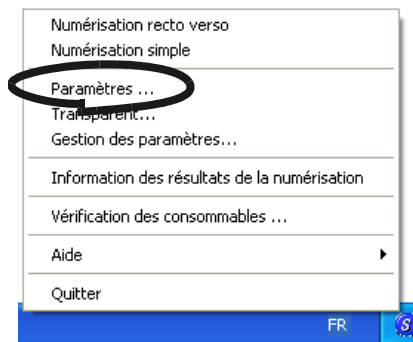 Numérisation recto verso
Numérisation simple
Paramètres ...
Transparent...
Gestion des paramètres...
Information des résultats de la numérisation
Vérification des consommables ...
Aide
Quitter
FR
S